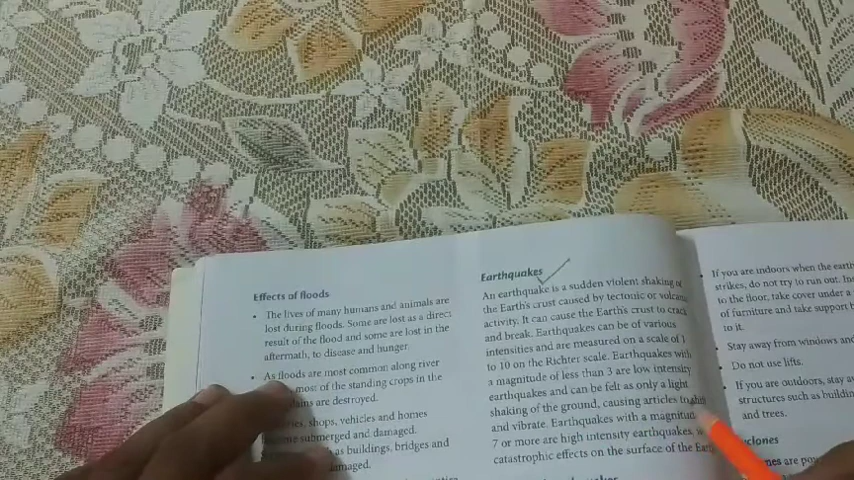 Effects of floods
• The lives of many humans and animals are
lost during floods. Some are lost as a direct
result of the flood and some are lost in the
aftermath, to disease and hunger.
• As floods are most common along river
most of the standing crops in the
are destroyed.
shops, vehicles and homes
submerged and damaged.
as buildings, bridges and
damaged.
Earthquakes
An earthquake is a sudden violent shaking of
the Earth's crust caused by tectonic or volcanic
activity. It can cause the Earth's crust to crack
and break. Earthquakes can be of various
intensities and are measured on a scale of 1
to 10 on the Richter scale. Earthquakes with
a magnitude of less than 3 are low intensity
earthquakes and can be felt as only a light
shaking of the ground, causing articles to
and vibrate. Earthquakes with a magnitude
7 or more are high intensity earthquakes,
catastrophic effects on the surface of the Earth
• If you are indoors when the
strikes, do not try to run out.
to the floor, take cover under a
of furniture and take support
to it.
• Stay away from windows and
• Do not use lifts.
• If you are outdoors, stay
structures such as
and trees.
are